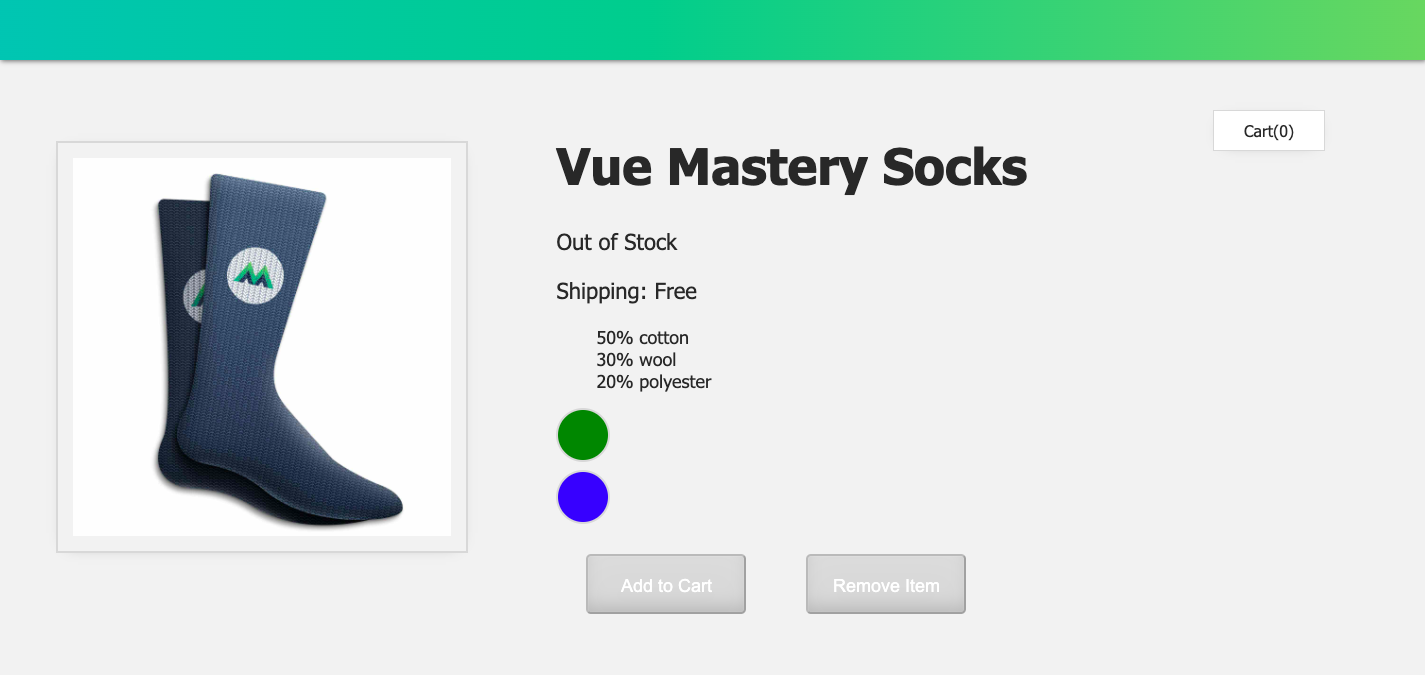 Cart(0)
Vue Mastery Socks
Out of Stock
Shipping: Free
50% cotton
30% wool
20% polyester
Add to Cart
Remove Item